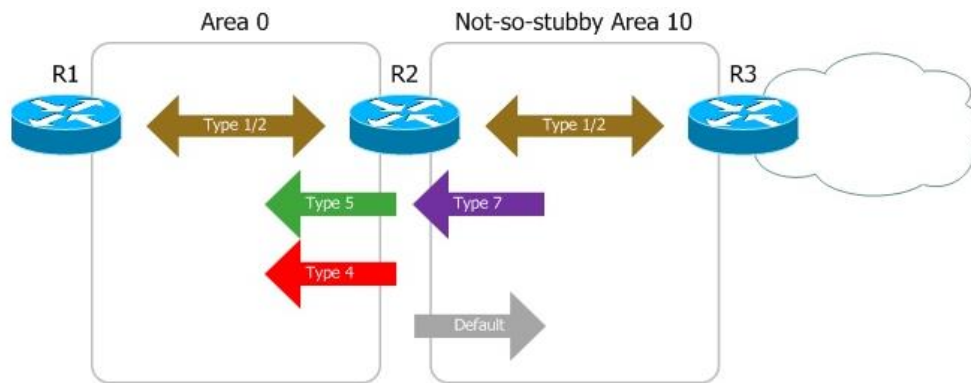 Area 0
Not-so-stubby Area 10
R1
R2
R3
Type 1/2
Type 1/2
Type 5
Type 7
Type 4
Default